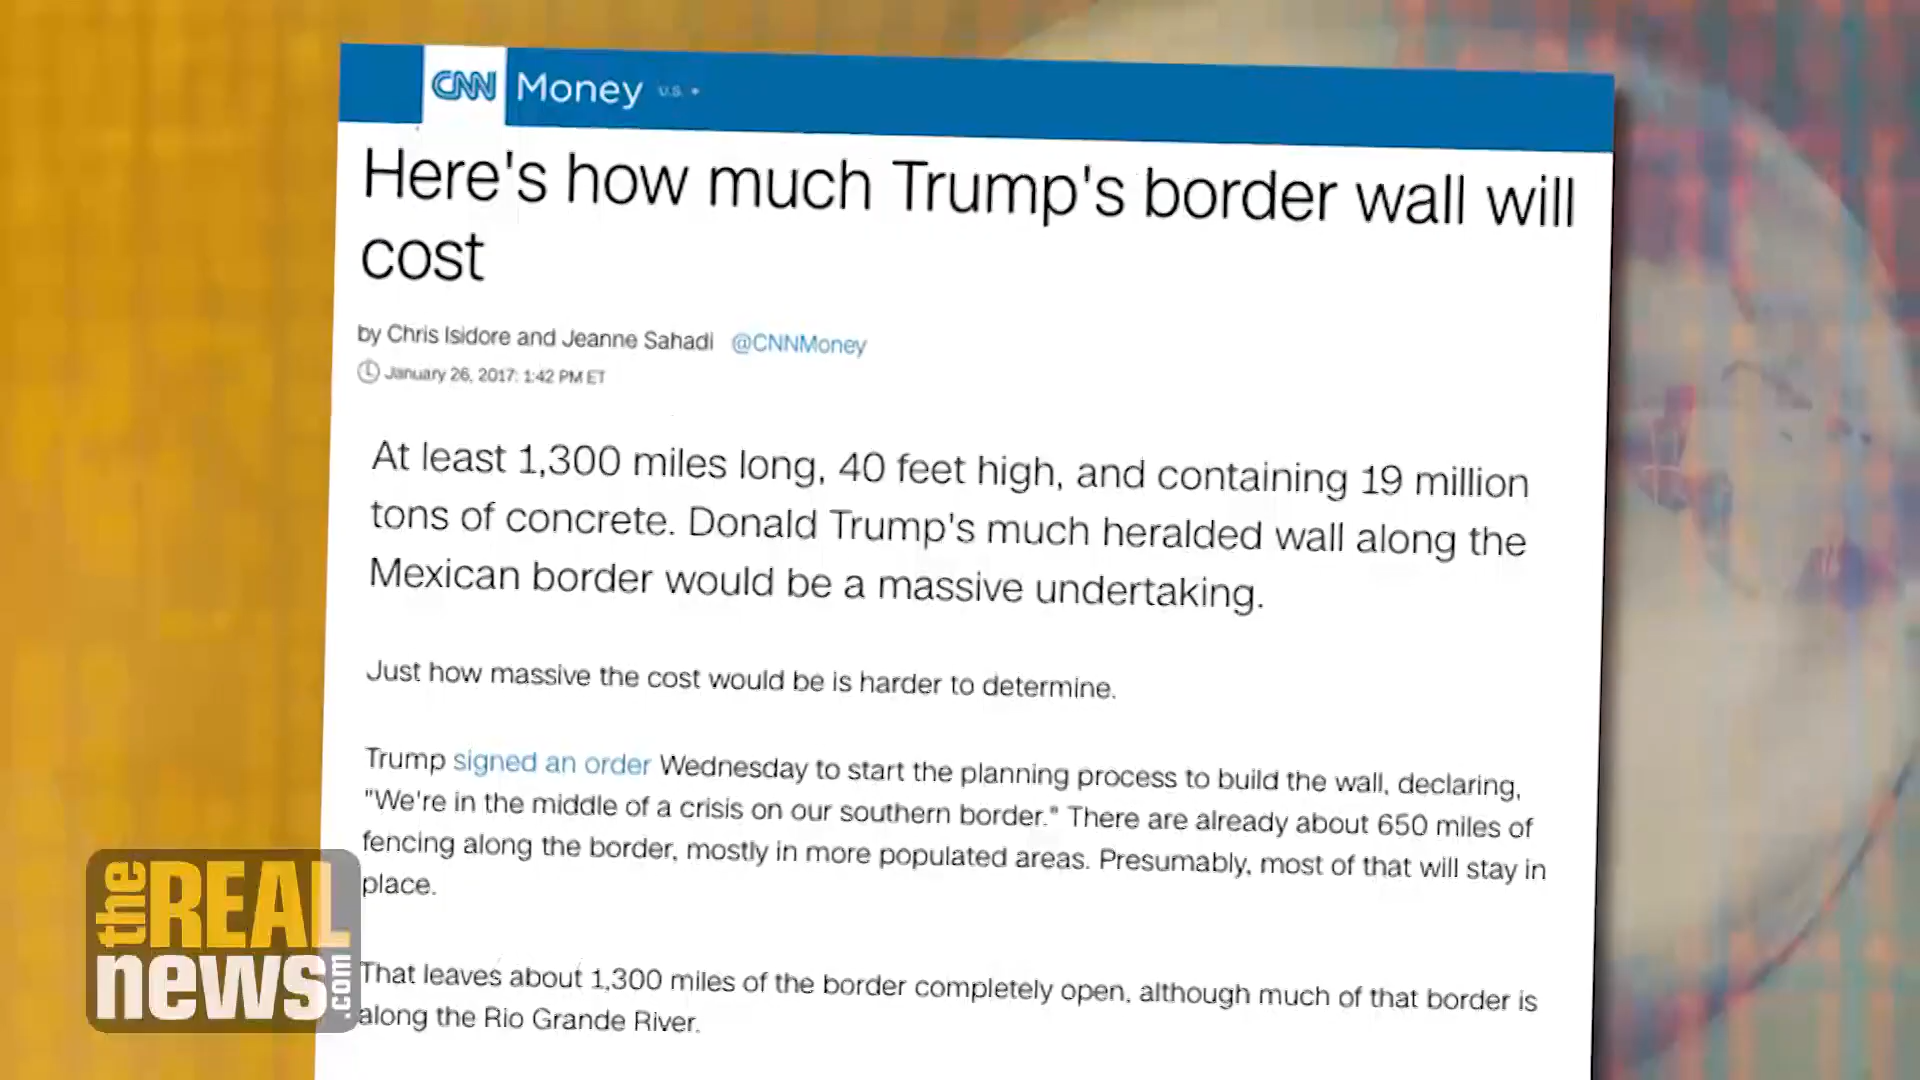 CNN Money U.S.
Here's how much Trump's border wall will
cost
by Chris Isidore and Jeanne Sahadi @CNNMoney
January 26, 2017: 1:42 PM ET
At least 1,300 miles long, 40 feet high, and containing 19 million
tons of concrete. Donald Trump's much heralded wall along the
Mexican border would be a massive undertaking.
Just how massive the cost would be is harder to determine.
Trump signed an order Wednesday to start the planning process to build the wall, declaring,
"We're in the middle of a crisis on our southern border." There are already about 650 miles of
fencing along the border, mostly in more populated areas. Presumably, most of that will stay in
place.
That leaves about 1,300 miles of the border completely open, although much of that border is
along the Rio Grande River.
the REAL
news.com